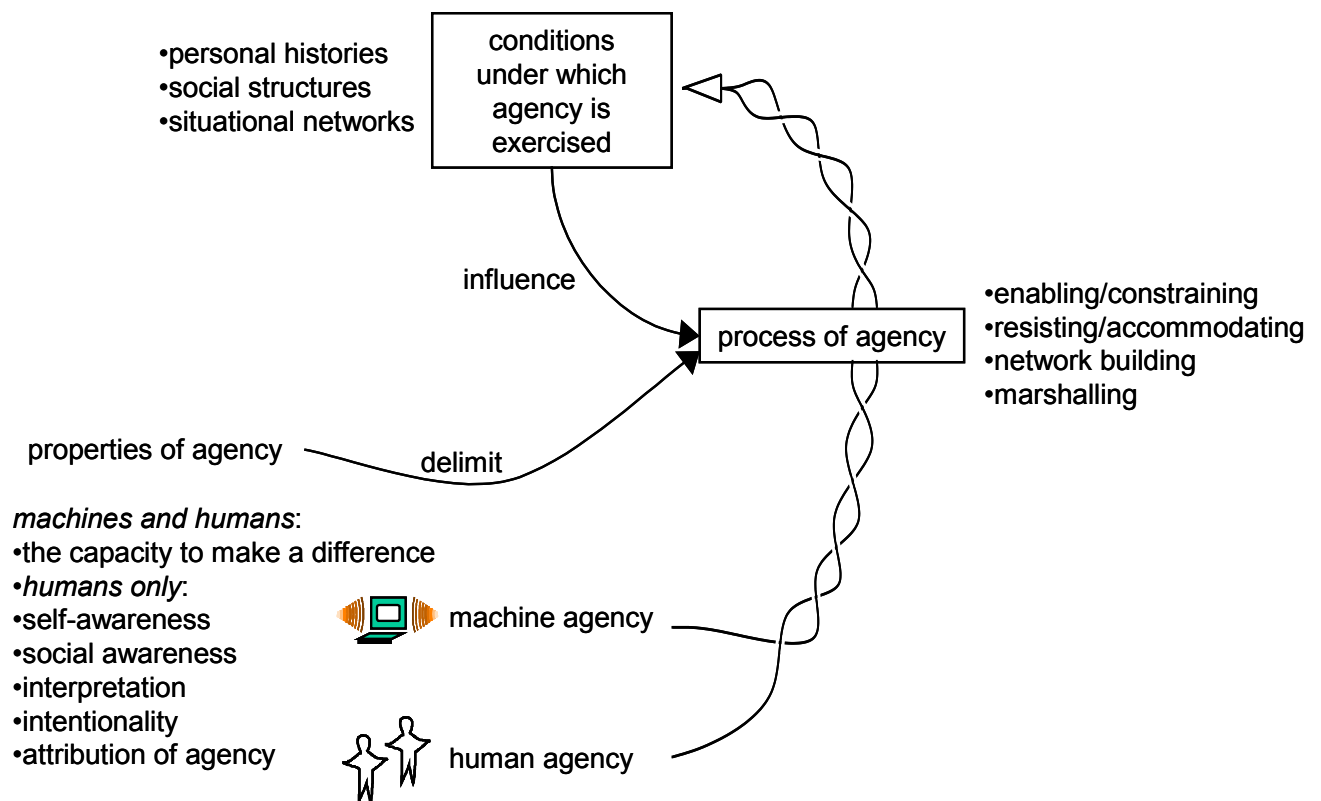 •personal histories
•social structures
•situational networks
conditions
under which
agency is
exercised
influence
process of agency
•enabling/constraining
•resisting/accommodating
•network building
•marshalling
properties of agency
delimit
machines and humans:
•the capacity to make a difference
•humans only:
•self-awareness
•social awareness
•interpretation
•intentionality
•attribution of agency
machine agency
human agency